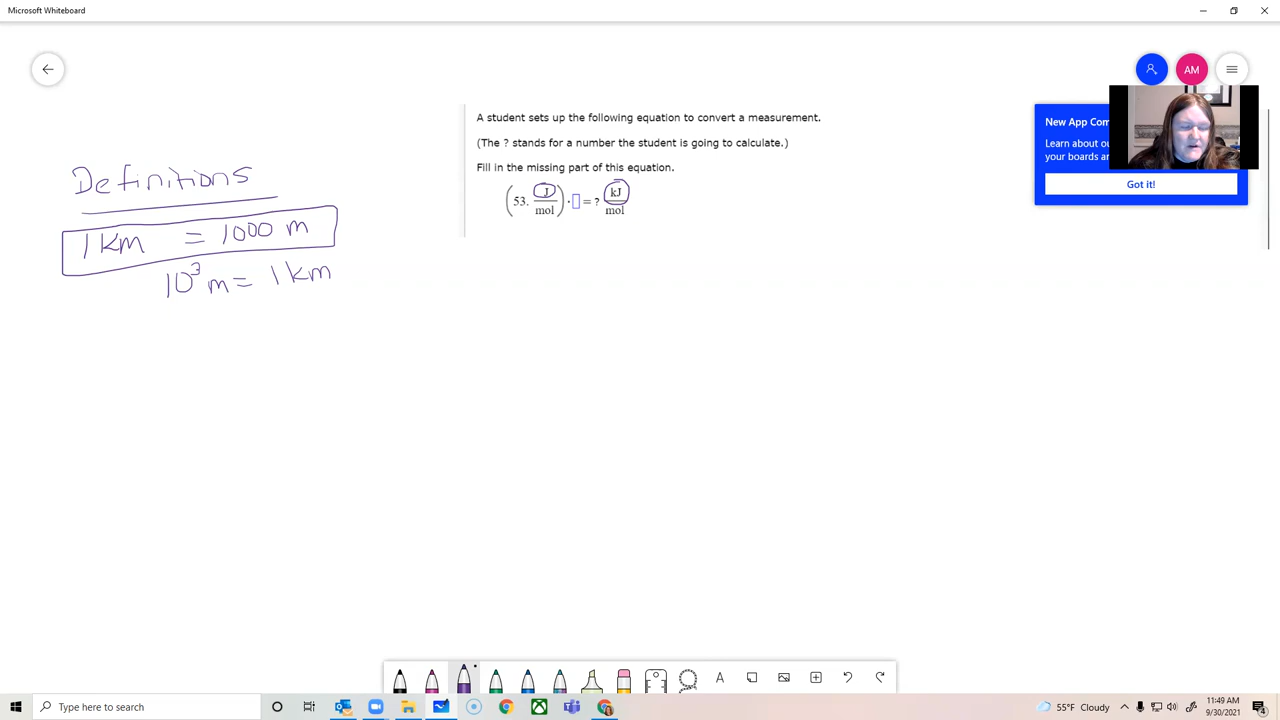 Microsoft Whiteboard
AM
A student sets up the following equation to convert a measurement.
(The ? stands for a number the student is going to calculate.)
Fill in the missing part of this equation.
(53. J/mol) · □ = ? kJ/mol
Definitions
1 Km = 1000 m
10³ m = 1 km
New App Com
Learn about ou
your boards an
Got it!
A
Type here to search
55°F Cloudy
11:49 AM
9/30/2021
4